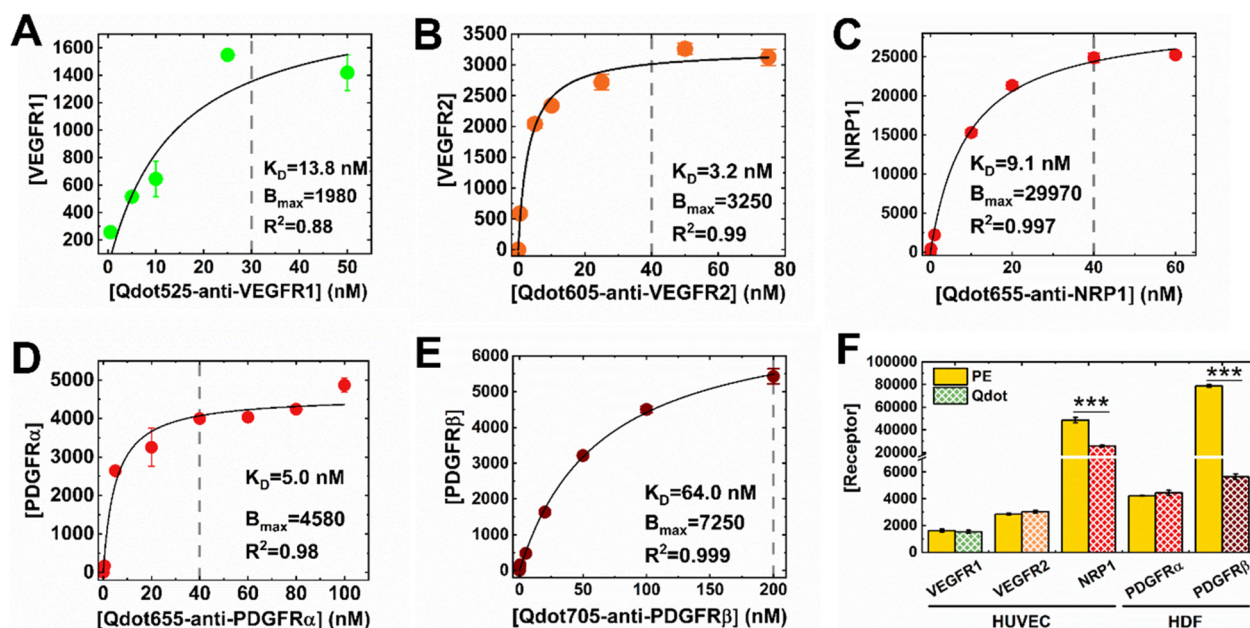 A
1600
1400
1200
1000
800
600
400
200
[VEGFR1]
K_D=13.8 nM
B_max=1980
R²=0.88
0 10 20 30 40 50
[Qdot525-anti-VEGFR1] (nM)
B
3500
3000
2500
2000
1500
1000
500
0
[VEGFR2]
K_D=3.2 nM
B_max=3250
R²=0.99
0 20 40 60 80
[Qdot605-anti-VEGFR2] (nM)
C
25000
20000
15000
10000
5000
0
[NRP1]
K_D=9.1 nM
B_max=29970
R²=0.997
0 20 40 60
[Qdot655-anti-NRP1] (nM)
D
5000
4000
3000
2000
1000
0
[PDGFRα]
K_D=5.0 nM
B_max=4580
R²=0.98
0 20 40 60 80 100
[Qdot655-anti-PDGFRα] (nM)
E
6000
5000
4000
3000
2000
1000
0
[PDGFRβ]
K_D=64.0 nM
B_max=7250
R²=0.999
0 50 100 150 200
[Qdot705-anti-PDGFRβ] (nM)
F
100000
80000
60000
40000
20000
6000
4000
2000
0
[Receptor]
PE
Qdot
***
***
VEGFR1 VEGFR2 NRP1 PDGFRα PDGFRβ
HUVEC HDF